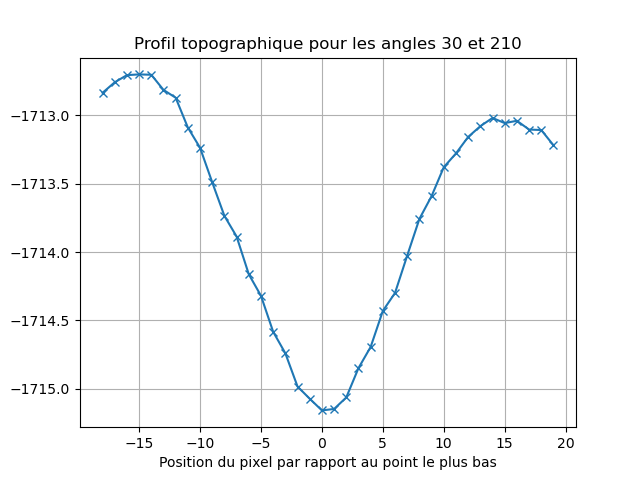 Profil topographique pour les angles 30 et 210
−1713.0
−1713.5
−1714.0
−1714.5
−1715.0
−15 −10 −5 0 5 10 15 20
Position du pixel par rapport au point le plus bas